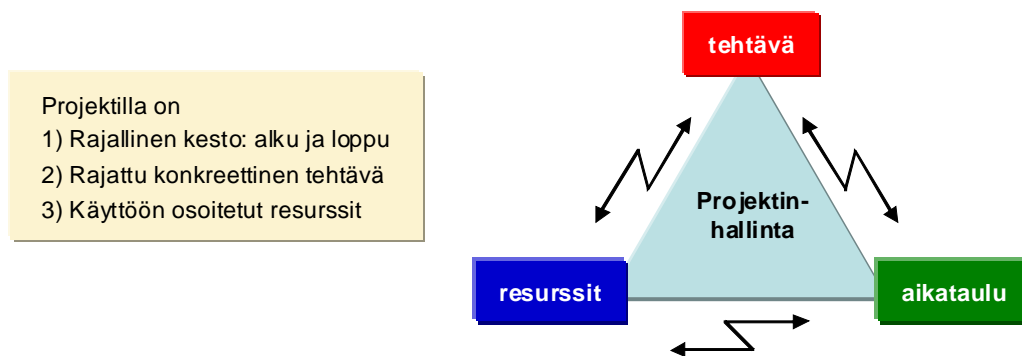 tehtävä
Projektilla on
1) Rajallinen kesto: alku ja loppu
2) Rajattu konkreettinen tehtävä
3) Käyttöön osoitetut resurssit
Projektin-
hallinta
resurssit
aikataulu